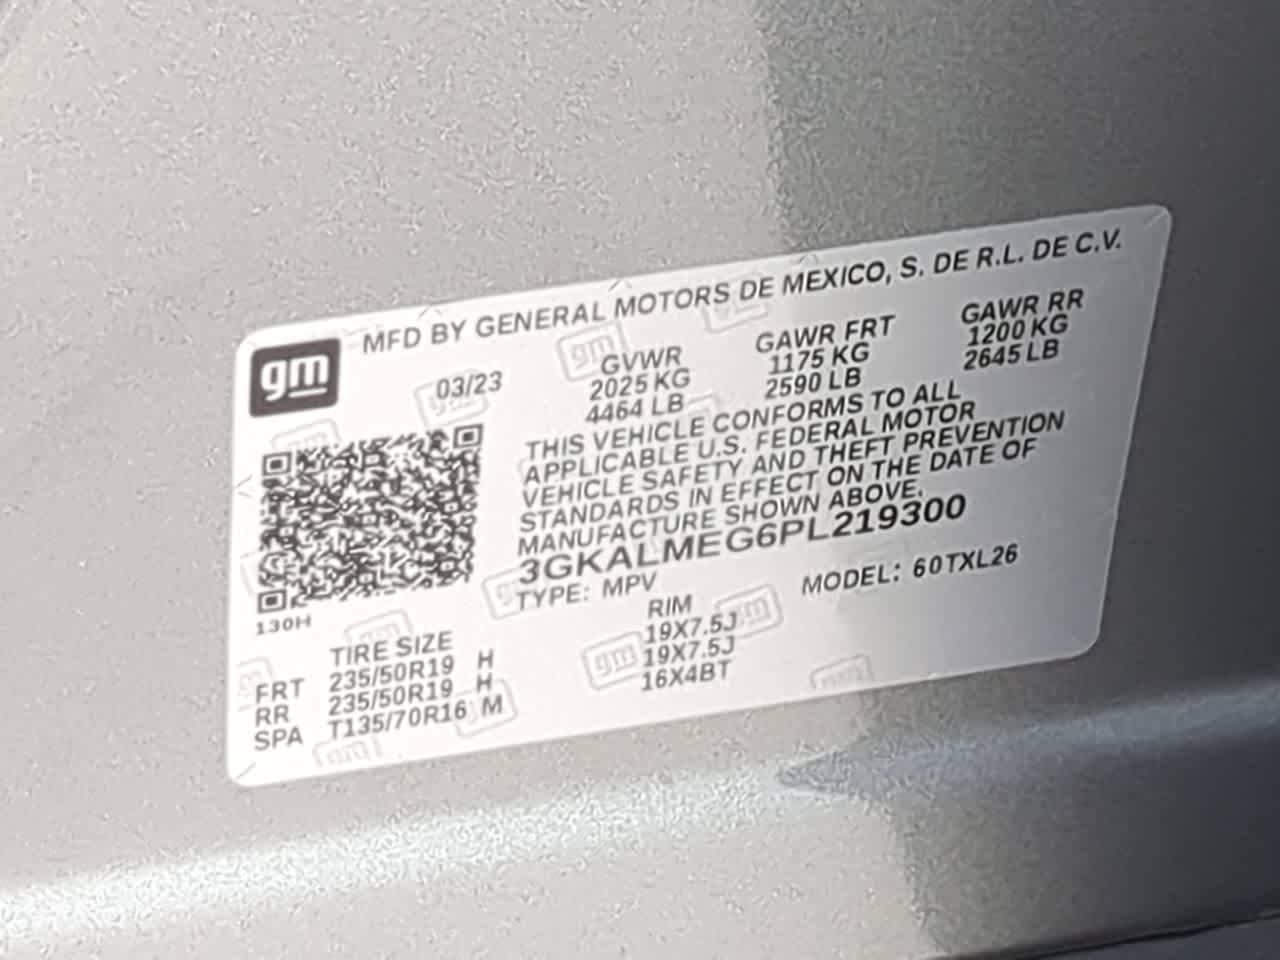 MFD BY GENERAL MOTORS DE MEXICO, S. DE R.L. DE C.V.
gm
03/23
GVWR
2025 KG
4464 LB
GAWR FRT
1175 KG
2590 LB
GAWR RR
1200 KG
2645 LB
THIS VEHICLE CONFORMS TO ALL
APPLICABLE U.S. FEDERAL MOTOR
VEHICLE SAFETY AND THEFT PREVENTION
STANDARDS IN EFFECT ON THE DATE OF
MANUFACTURE SHOWN ABOVE.
3GKALMEG6PL219300
TYPE: MPV MODEL: 60TXL26
130H
TIRE SIZE RIM
FRT 235/50R19 H 19X7.5J
RR 235/50R19 H 19X7.5J
SPA T135/70R16 M 16X4BT